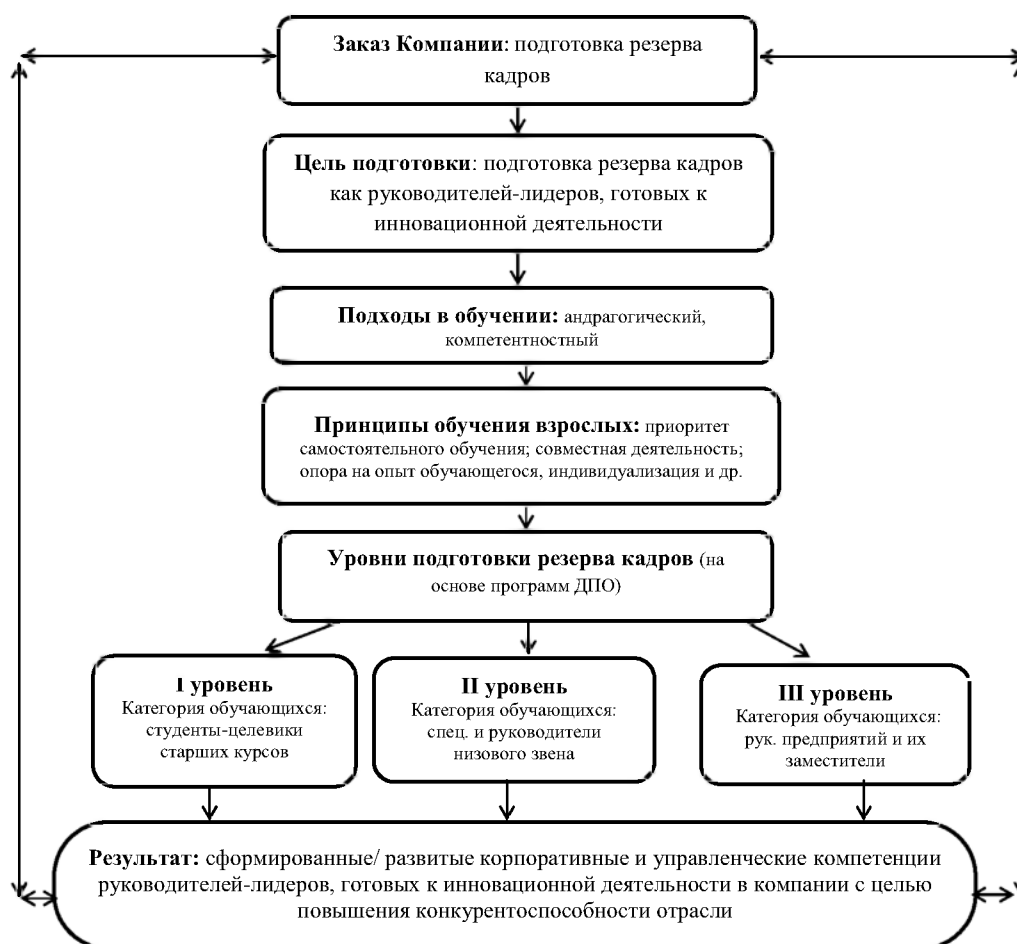 Заказ Компании: подготовка резерва
кадров
Цель подготовки: подготовка резерва кадров
как руководителей-лидеров, готовых к
инновационной деятельности
Подходы в обучении: андрагогический,
компетентностный
Принципы обучения взрослых: приоритет
самостоятельного обучения; совместная деятельность;
опора на опыт обучающегося, индивидуализация и др.
Уровни подготовки резерва кадров (на
основе программ ДПО)
I уровень
Категория обучающихся:
студенты-целевики
старших курсов
II уровень
Категория обучающихся:
спец. и руководители
низового звена
III уровень
Категория обучающихся:
рук. предприятий и их
заместители
Результат: сформированные/ развитые корпоративные и управленческие компетенции
руководителей-лидеров, готовых к инновационной деятельности в компании с целью
повышения конкурентоспособности отрасли